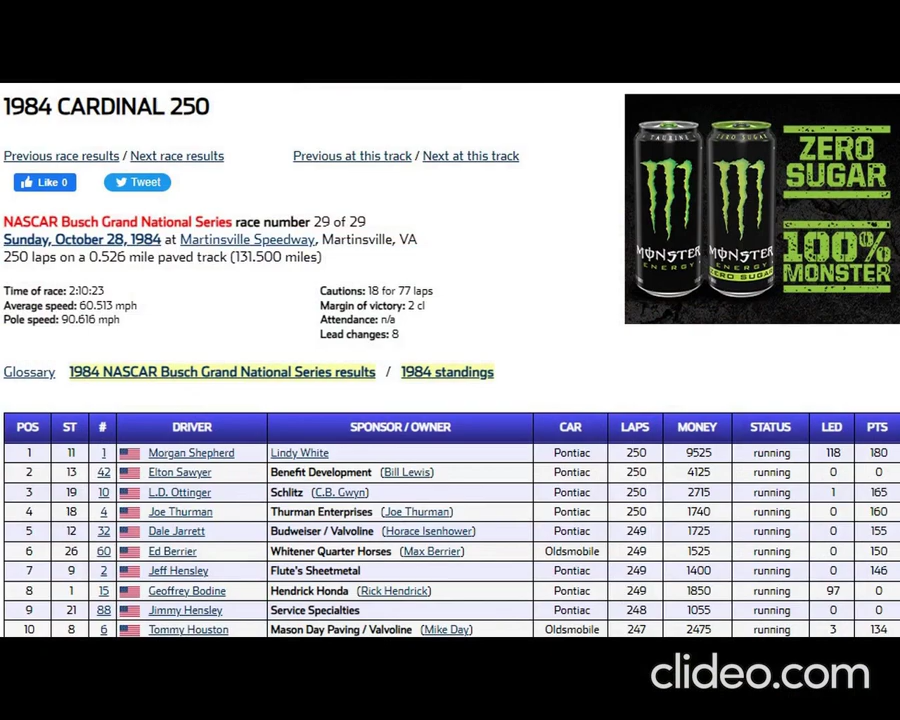 1984 CARDINAL 250
Previous race results / Next race results Previous at this track / Next at this track
Like 0 Tweet
NASCAR Busch Grand National Series race number 29 of 29
Sunday, October 28, 1984 at Martinsville Speedway, Martinsville, VA
250 laps on a 0.526 mile paved track (131.500 miles)
Time of race: 2:10:23 Cautions: 18 for 77 laps
Average speed: 60.513 mph Margin of victory: 2 cl
Pole speed: 90.616 mph Attendance: n/a
Lead changes: 8
TAURINE ZERO SUGAR
MONSTER ENERGY
MONSTER ENERGY ZERO SUGAR
ZERO
SUGAR
100%
MONSTER
Glossary 1984 NASCAR Busch Grand National Series results / 1984 standings
POS ST # DRIVER SPONSOR / OWNER CAR LAPS MONEY STATUS LED PTS
1 11 1 Morgan Shepherd Lindy White Pontiac 250 9525 running 118 180
2 13 42 Elton Sawyer Benefit Development (Bill Lewis) Pontiac 250 4125 running 0 0
3 19 10 L.D. Ottinger Schlitz (C.B. Gwyn) Pontiac 250 2715 running 1 165
4 18 4 Joe Thurman Thurman Enterprises (Joe Thurman) Pontiac 250 1740 running 0 160
5 12 32 Dale Jarrett Budweiser / Valvoline (Horace Isenhower) Pontiac 249 1725 running 0 155
6 26 60 Ed Berrier Whitener Quarter Horses (Max Berrier) Oldsmobile 249 1525 running 0 150
7 9 2 Jeff Hensley Flute's Sheetmetal Pontiac 249 1400 running 0 146
8 1 15 Geoffrey Bodine Hendrick Honda (Rick Hendrick) Pontiac 249 1850 running 97 0
9 21 88 Jimmy Hensley Service Specialties Pontiac 248 1055 running 0 0
10 8 6 Tommy Houston Mason Day Paving / Valvoline (Mike Day) Oldsmobile 247 2475 running 3 134
clideo.com